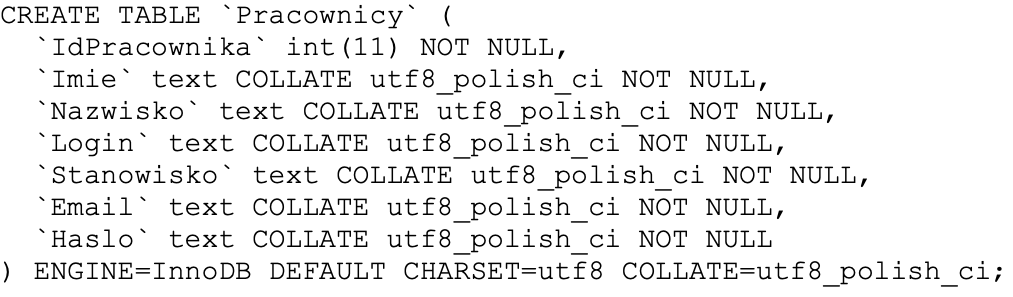 CREATE TABLE `Pracownicy` (
  `IdPracownika` int(11) NOT NULL,
  `Imie` text COLLATE utf8_polish_ci NOT NULL,
  `Nazwisko` text COLLATE utf8_polish_ci NOT NULL,
  `Login` text COLLATE utf8_polish_ci NOT NULL,
  `Stanowisko` text COLLATE utf8_polish_ci NOT NULL,
  `Email` text COLLATE utf8_polish_ci NOT NULL,
  `Haslo` text COLLATE utf8_polish_ci NOT NULL
) ENGINE=InnoDB DEFAULT CHARSET=utf8 COLLATE=utf8_polish_ci;